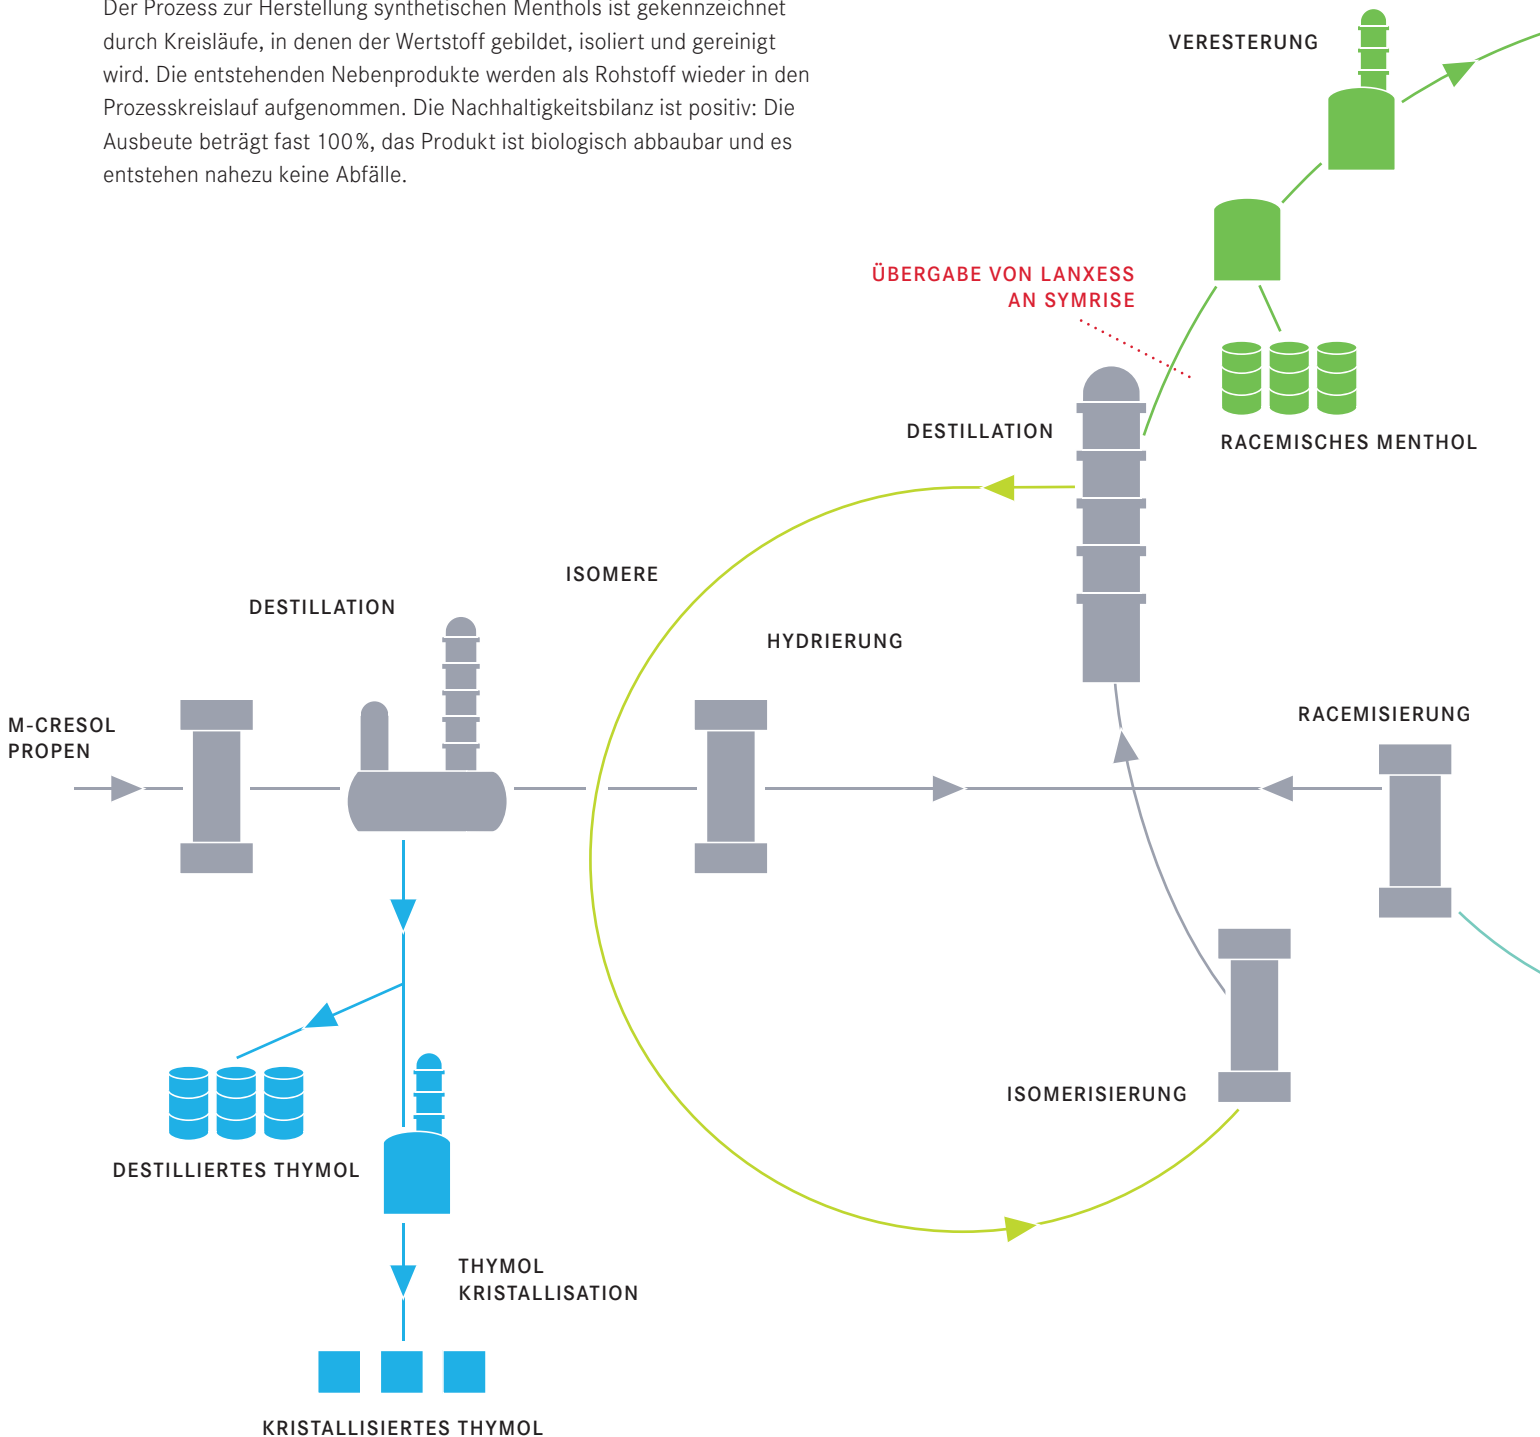 Der Prozess zur Herstellung synthetischen Menthols ist gekennzeichnet
durch Kreisläufe, in denen der Wertstoff gebildet, isoliert und gereinigt
wird. Die entstehenden Nebenprodukte werden als Rohstoff wieder in den
Prozesskreislauf aufgenommen. Die Nachhaltigkeitsbilanz ist positiv: Die
Ausbeute beträgt fast 100%, das Produkt ist biologisch abbaubar und es
entstehen nahezu keine Abfälle.
VERESTERUNG
ÜBERGABE VON LANXESS
AN SYMRISE
DESTILLATION
RACEMISCHES MENTHOL
ISOMERE
DESTILLATION
HYDRIERUNG
M-CRESOL
PROPEN
RACEMISIERUNG
ISOMERISIERUNG
DESTILLIERTES THYMOL
THYMOL
KRISTALLISATION
KRISTALLISIERTES THYMOL